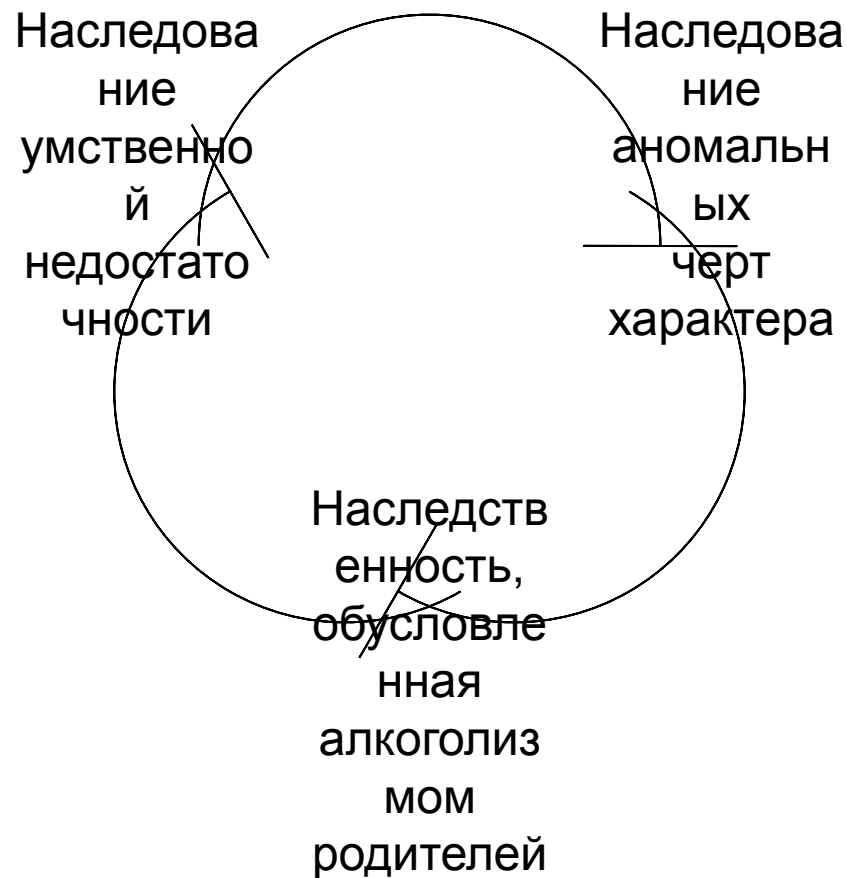 Наследова
ние
умственно
й
недостато
чности
Наследова
ние
аномальн
ых
черт
характера
Наследств
енность,
обусловле
нная
алкоголиз
мом
родителей